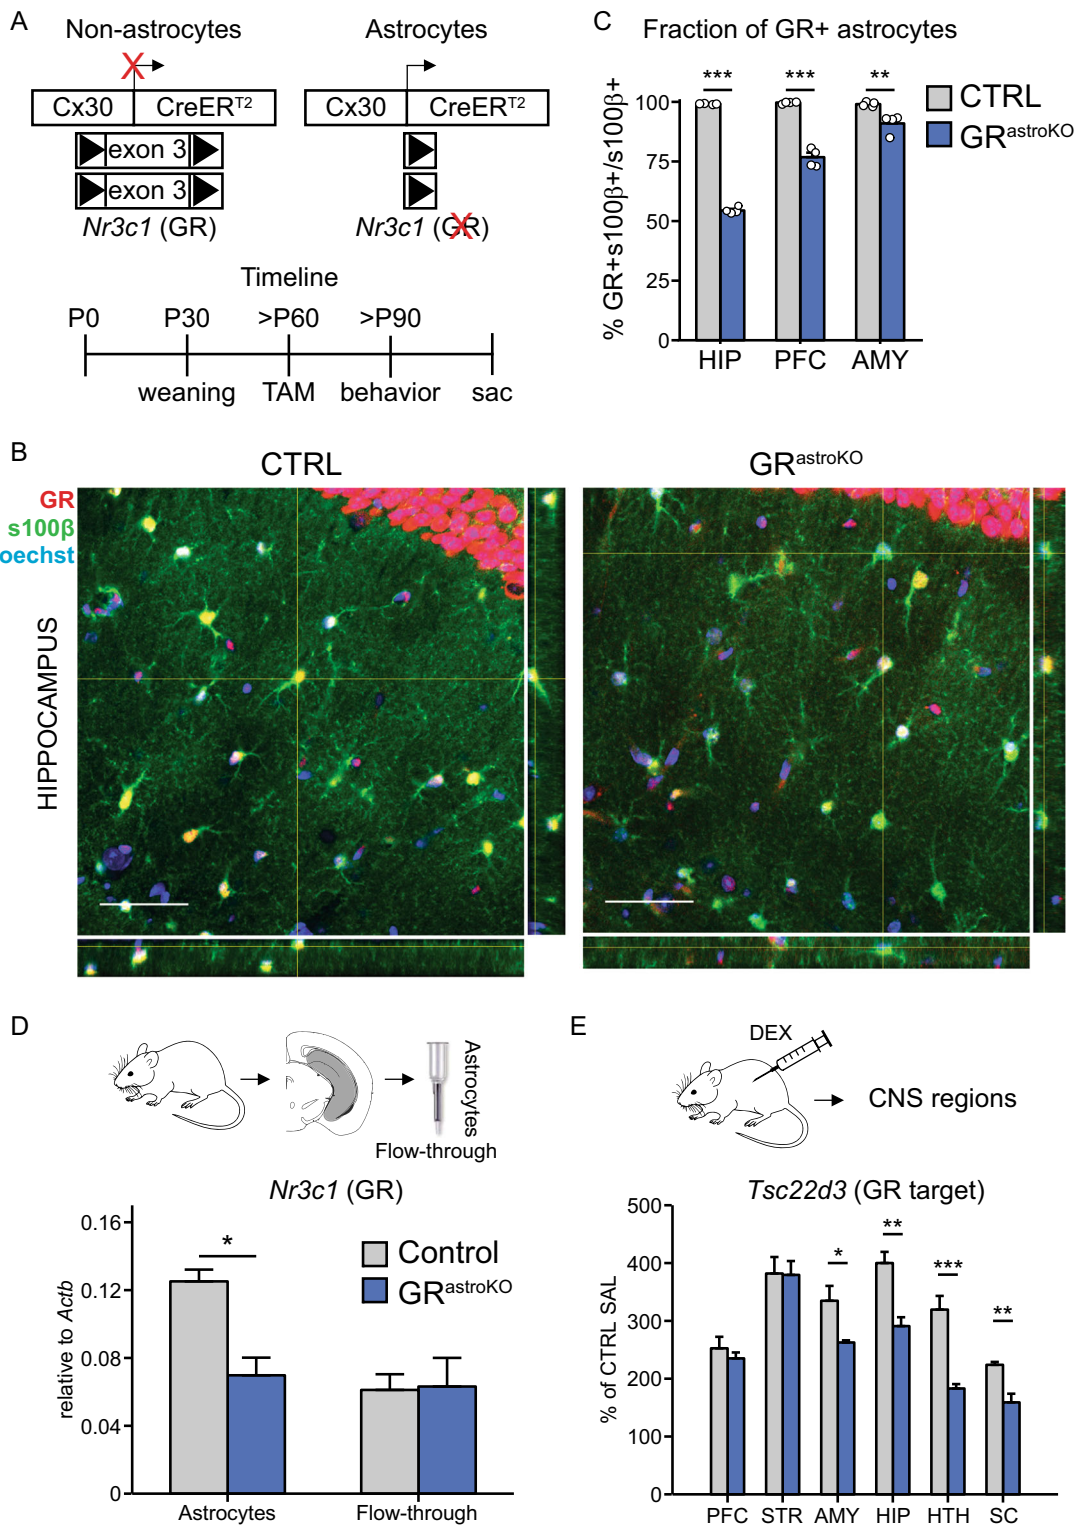 A
Non-astrocytes
Astrocytes
Cx30
CreERT2
Cx30
CreERT2
exon 3
exon 3
Nr3c1 (GR)
Nr3c1 (GR)
Timeline
P0
P30
>P60
>P90
weaning
TAM
behavior
sac
C
Fraction of GR+ astrocytes
% GR+s100β+/s100β+
***
***
**
CTRL
GRastroKO
100
75
50
25
0
HIP
PFC
AMY
B
CTRL
GRastroKO
GR
s100β
oechst
HIPPOCAMPUS
D
Astrocytes
Flow-through
Nr3c1 (GR)
relative to Actb
0.16
0.12
0.08
0.04
0
*
Control
GRastroKO
Astrocytes
Flow-through
E
DEX
CNS regions
Tsc22d3 (GR target)
% of CTRL SAL
500
400
300
200
100
0
*
**
***
**
PFC
STR
AMY
HIP
HTH
SC